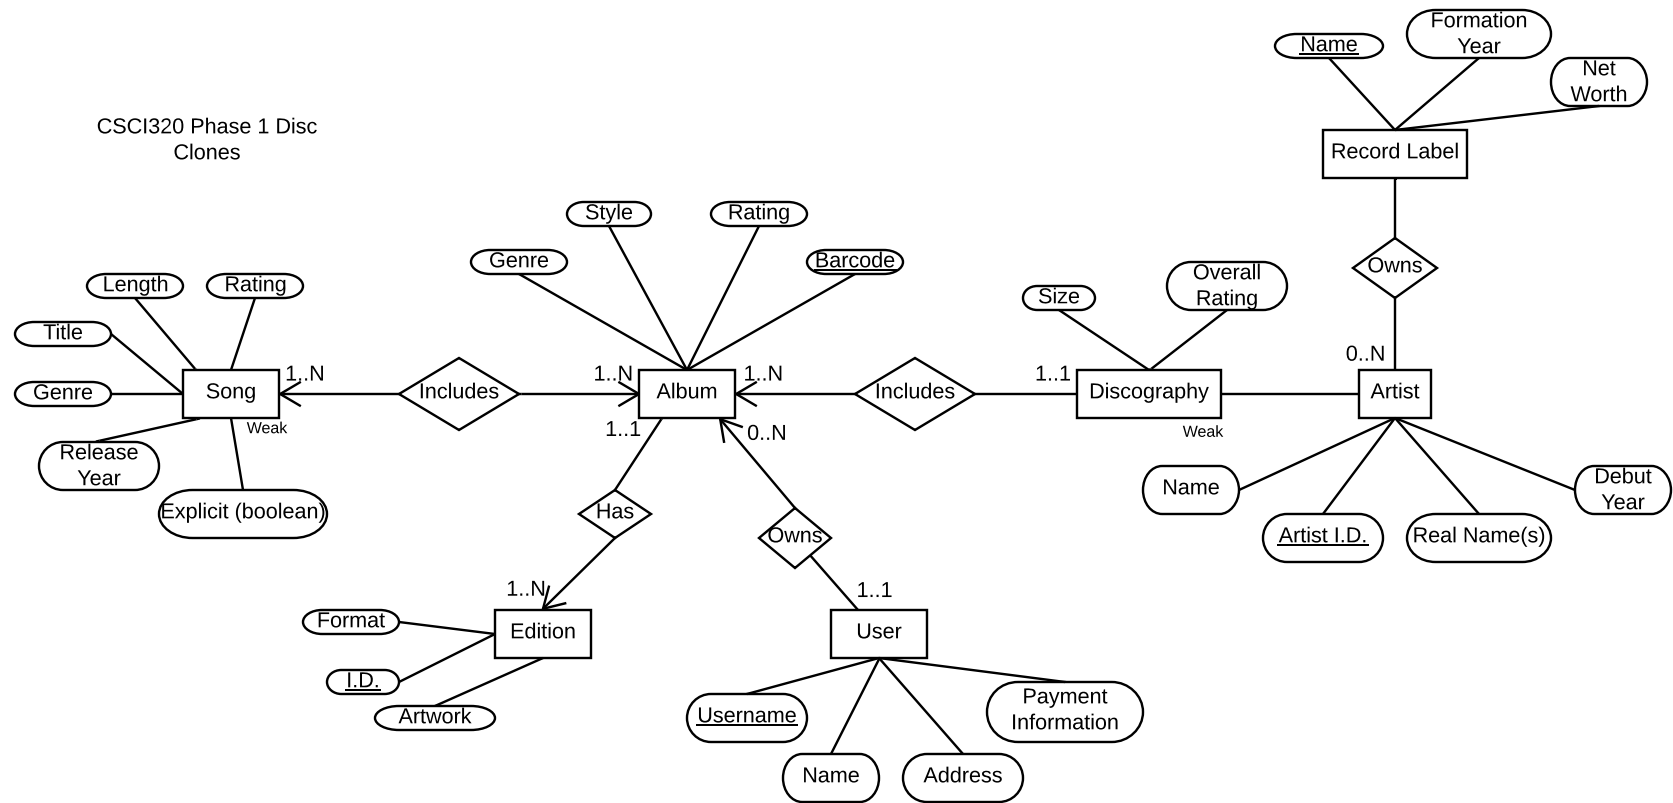 Name
Formation
Year
Net
Worth
CSCI320 Phase 1 Disc
Clones
Record Label
Style
Rating
Genre
Barcode
Owns
Length
Rating
Size
Overall
Rating
Title
0..N
Genre
Song
1..N
Includes
1..N
Album
1..N
Includes
1..1
Discography
Artist
Weak
1..1
0..N
Weak
Release
Year
Explicit (boolean)
Has
Owns
Name
Artist I.D.
Real Name(s)
Debut
Year
1..N
1..1
Format
Edition
User
I.D.
Artwork
Username
Payment
Information
Name
Address